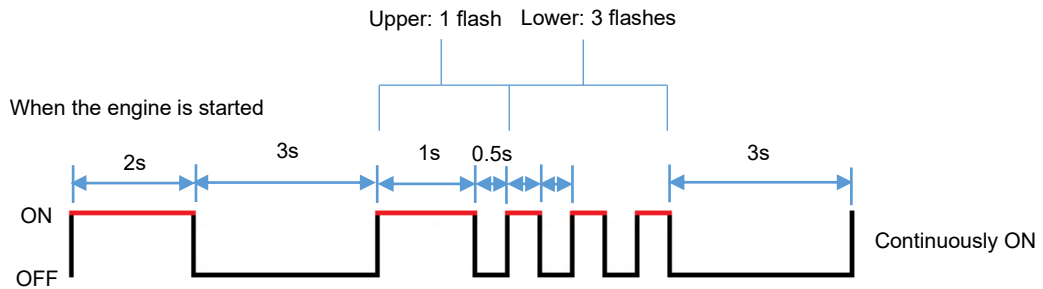 Upper: 1 flash Lower: 3 flashes
When the engine is started
2s 3s 1s 0.5s 3s
ON
Continuously ON
OFF